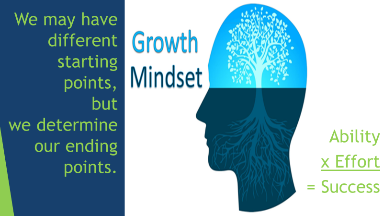 We may have
different
starting
points,
but
we determine
our ending
points.
Growth
Mindset
Ability
x Effort
= Success